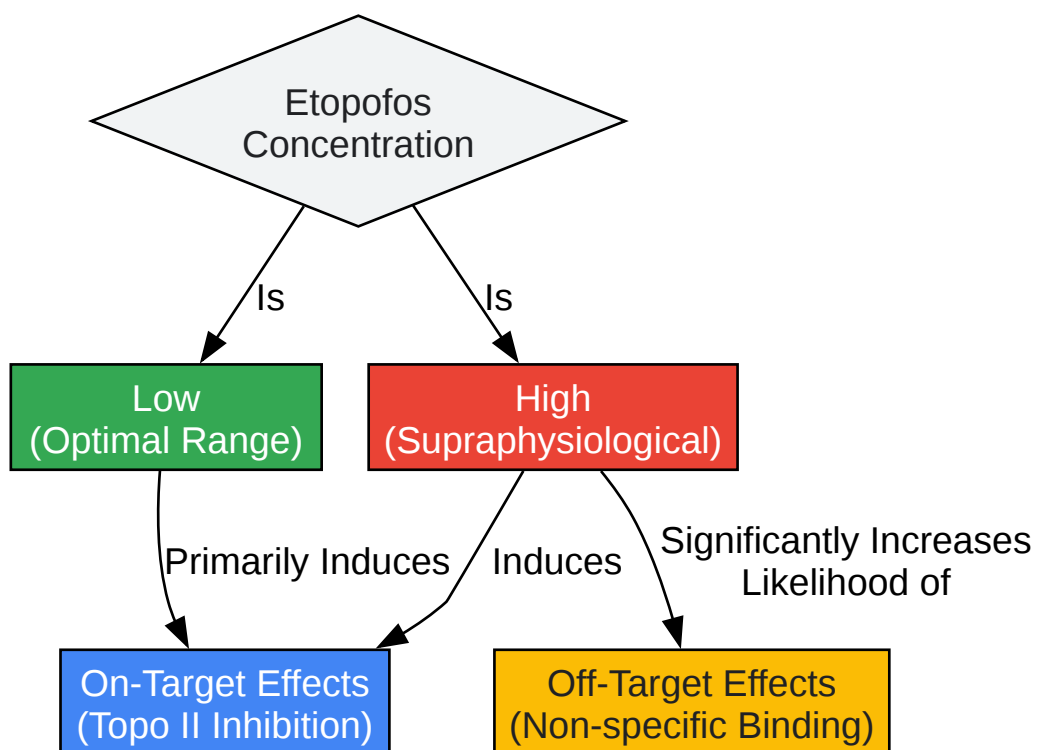 Etopofos
Concentration
Is
Is
Low
(Optimal Range)
High
(Supraphysiological)
Primarily Induces
Induces
Significantly Increases
Likelihood of
On-Target Effects
(Topo II Inhibition)
Off-Target Effects
(Non-specific Binding)